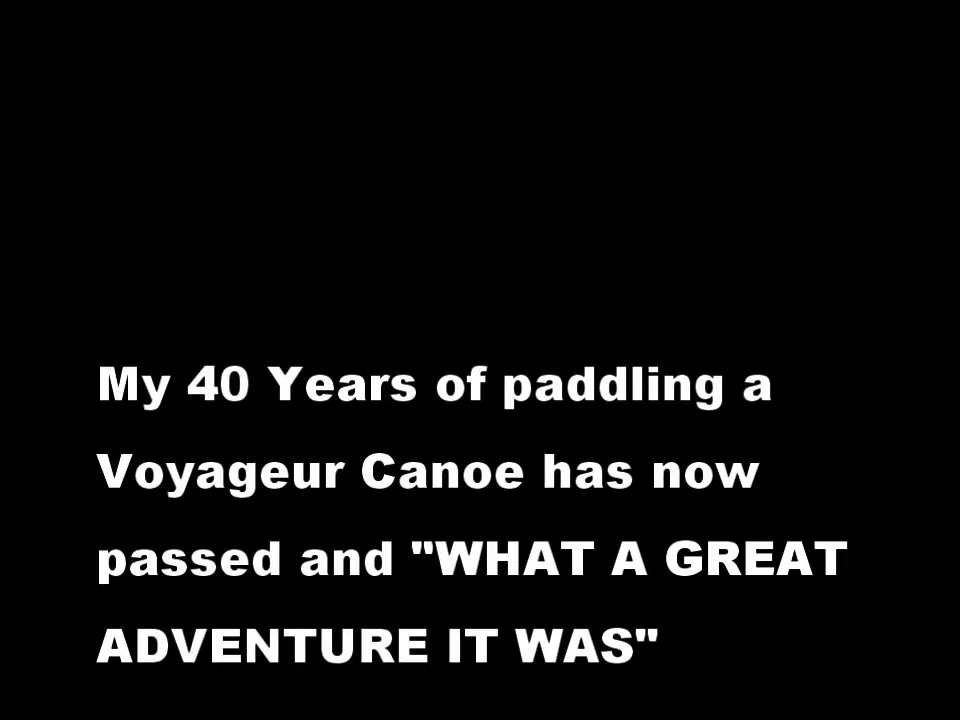 My 40 Years of paddling a
Voyageur Canoe has now
passed and "WHAT A GREAT
ADVENTURE IT WAS"